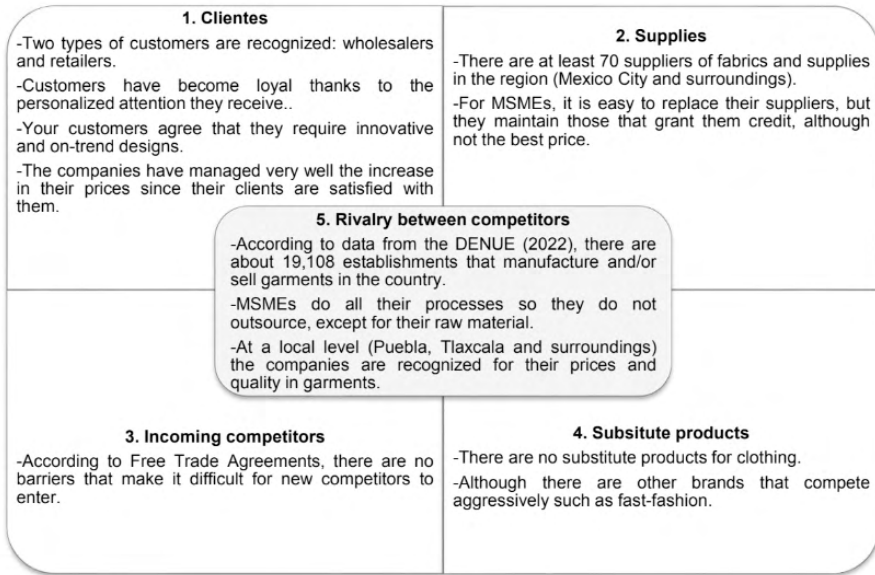 1. Clientes
-Two types of customers are recognized: wholesalers
and retailers.
-Customers have become loyal thanks to the
personalized attention they receive..
-Your customers agree that they require innovative
and on-trend designs.
-The companies have managed very well the increase
in their prices since their clients are satisfied with
them.
2. Supplies
-There are at least 70 suppliers of fabrics and supplies
in the region (Mexico City and surroundings).
-For MSMEs, it is easy to replace their suppliers, but
they maintain those that grant them credit, although
not the best price.
5. Rivalry between competitors
-According to data from the DENUE (2022), there are
about 19,108 establishments that manufacture and/or
sell garments in the country.
-MSMEs do all their processes so they do not
outsource, except for their raw material.
-At a local level (Puebla, Tlaxcala and surroundings)
the companies are recognized for their prices and
quality in garments.
3. Incoming competitors
-According to Free Trade Agreements, there are no
barriers that make it difficult for new competitors to
enter.
4. Subsitute products
-There are no substitute products for clothing.
-Although there are other brands that compete
aggressively such as fast-fashion.